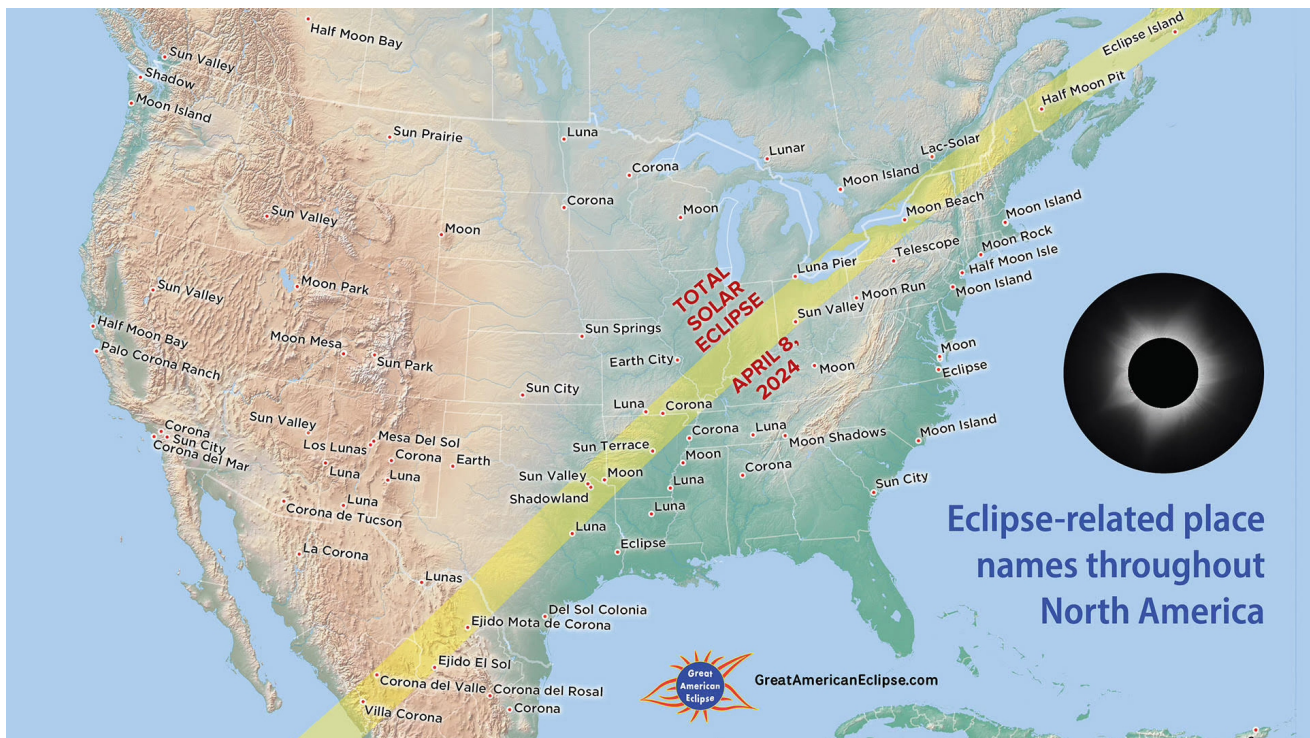 Eclipse Island
Half Moon Bay
Sun Valley
Shadow
Half Moon Pit
Moon Island
Sun Prairie
Luna
Lunar
Lac-Solar
Corona
Moon Island
Corona
Moon
Moon Beach
Moon Island
Sun Valley
Moon
Telescope
Moon Rock
Half Moon Isle
Luna Pier
Moon Island
Moon Park
Sun Valley
Moon Run
TOTAL
SOLAR
ECLIPSE
Sun Valley
Half Moon Bay
Sun Springs
Moon Mesa
Palo Corona Ranch
Sun Park
Earth City
APRIL 8,
2024
Moon
Moon
Eclipse
Sun City
Luna
Corona
Sun Valley
Corona
Sun City
Corona del Mar
Los Lunas
Mesa Del Sol
Corona
Earth
Sun Terrace
Corona
Luna
Moon Shadows
Moon Island
Moon
Corona
Luna
Luna
Sun Valley
Moon
Shadowland
Luna
Sun City
Luna
Corona de Tucson
Luna
Luna
Eclipse
La Corona
Lunas
Del Sol Colonia
Ejido Mota de Corona
Ejido El Sol
Corona del Valle
Corona del Rosal
Villa Corona
Corona
Great
American
Eclipse
GreatAmericanEclipse.com
Eclipse-related place
names throughout
North America